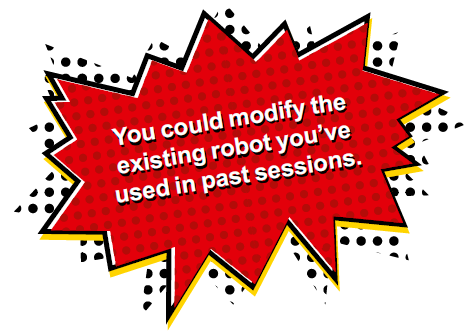 You could modify the
existing robot you’ve
used in past sessions.